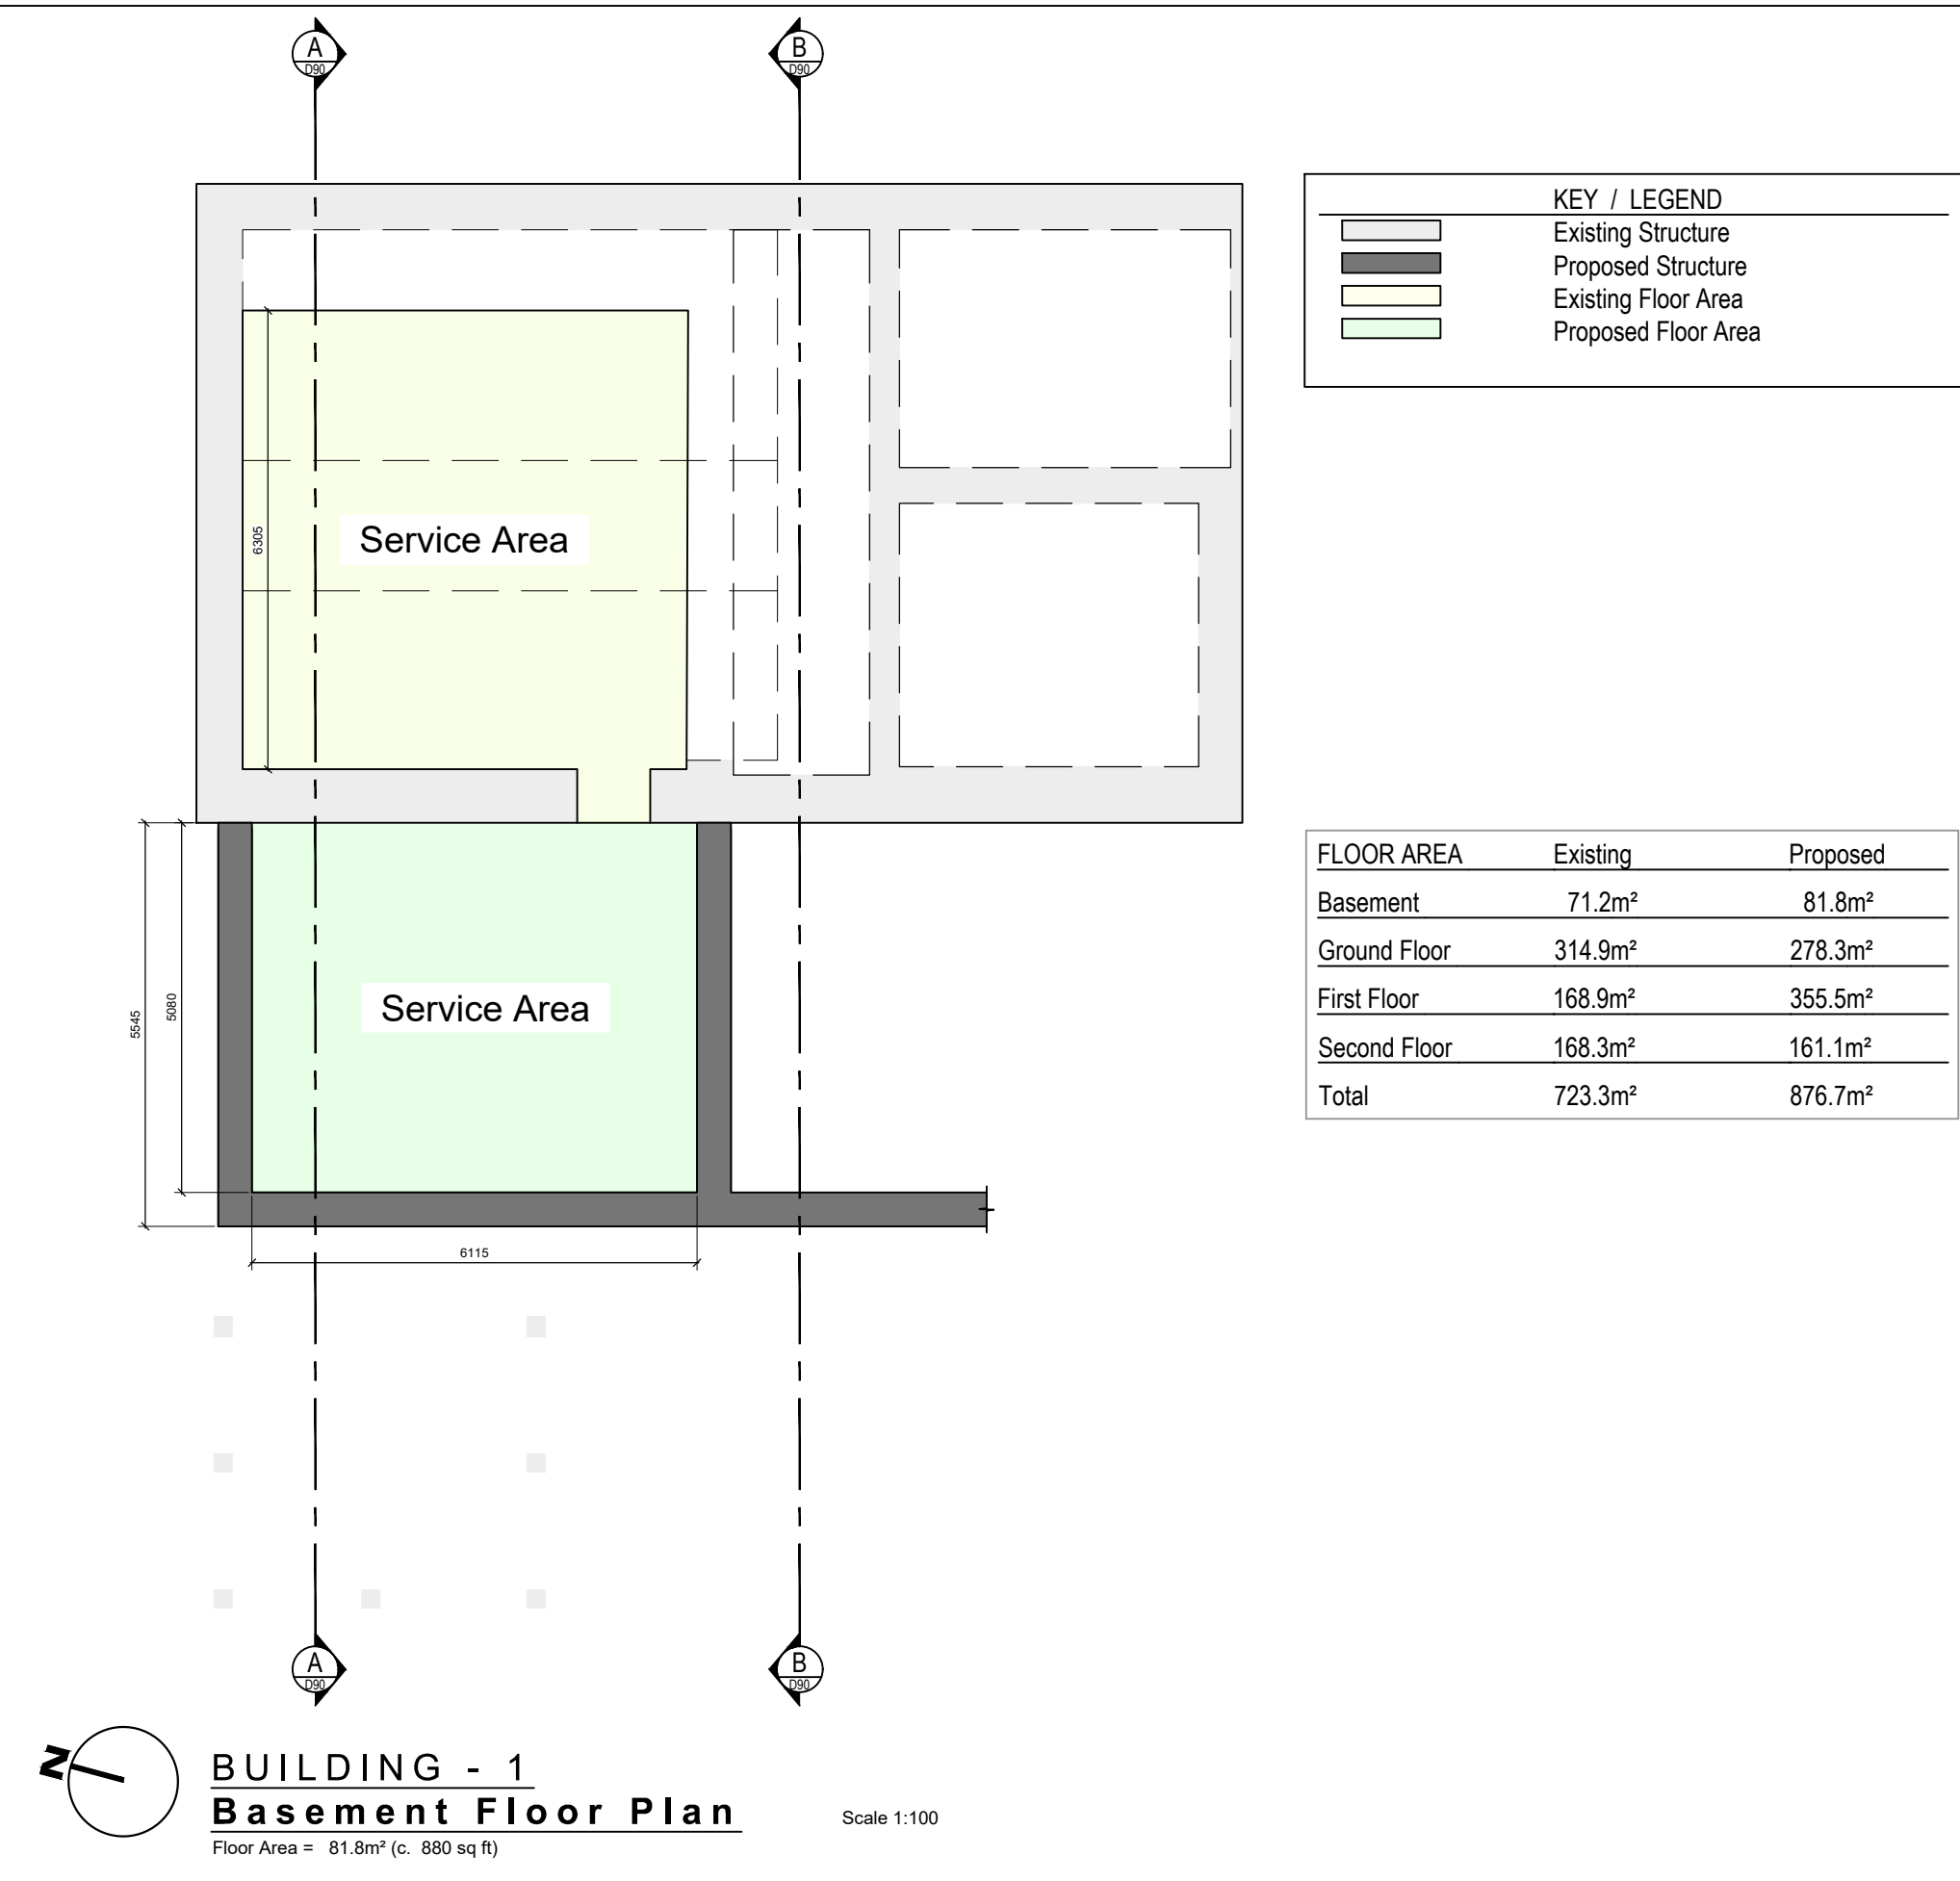 A
D90
B
D90
KEY / LEGEND
Existing Structure
Proposed Structure
Existing Floor Area
Proposed Floor Area
6305
Service Area
FLOOR AREA Existing Proposed
Basement 71.2m² 81.8m²
Ground Floor 314.9m² 278.3m²
First Floor 168.9m² 355.5m²
Second Floor 168.3m² 161.1m²
Total 723.3m² 876.7m²
5545
5080
Service Area
6115
A
D90
B
D90
N
BUILDING - 1
Basement Floor Plan
Scale 1:100
Floor Area = 81.8m² (c. 880 sq ft)